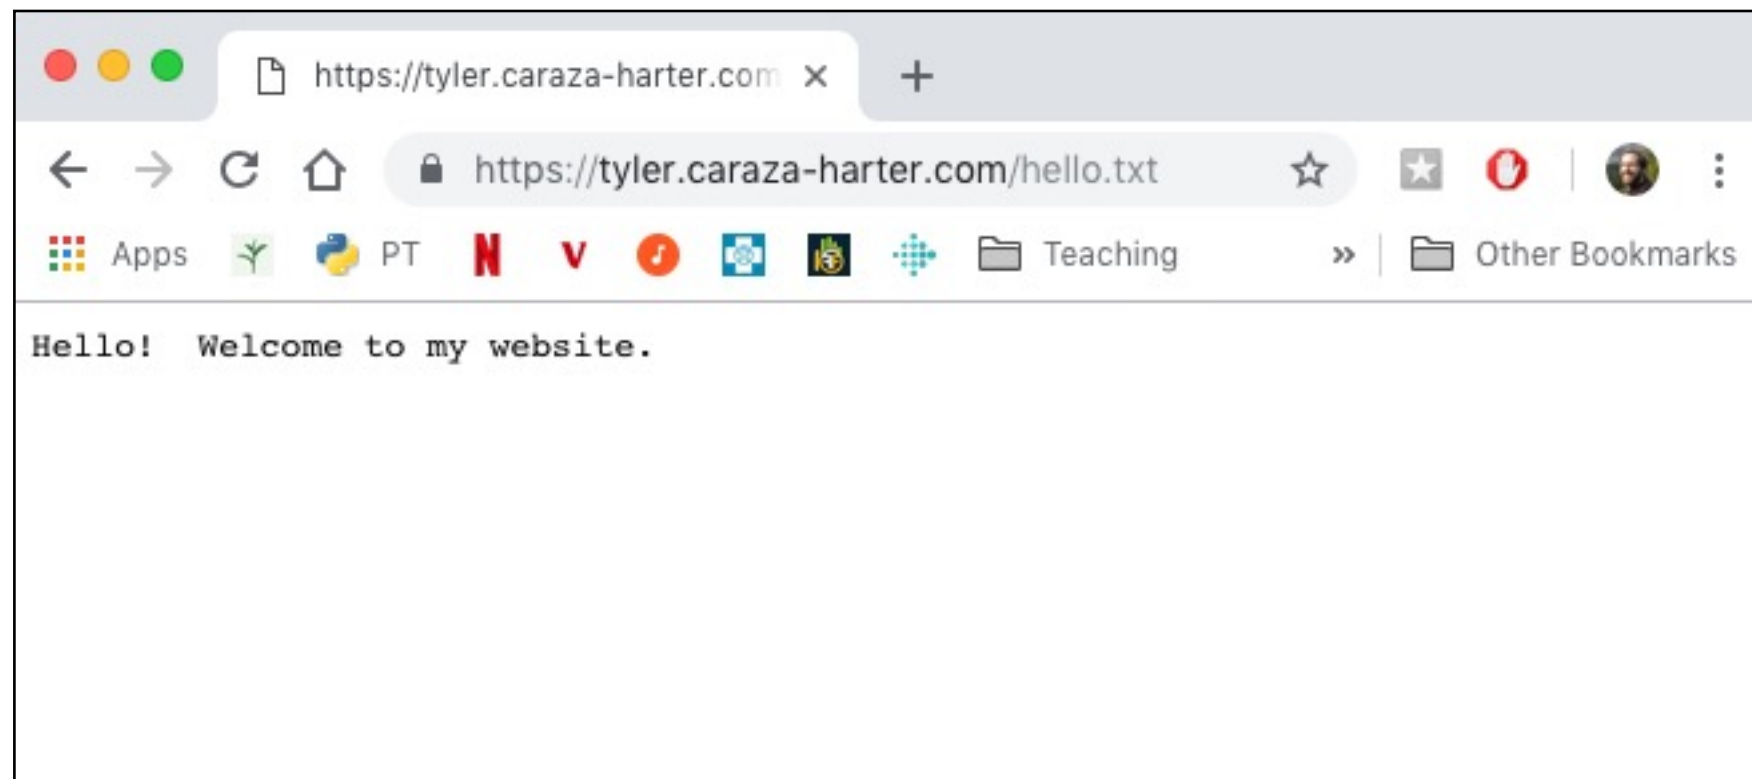 https://tyler.caraza-harter.com
https://tyler.caraza-harter.com/hello.txt
Apps PT N V Teaching » Other Bookmarks
Hello!  Welcome to my website.